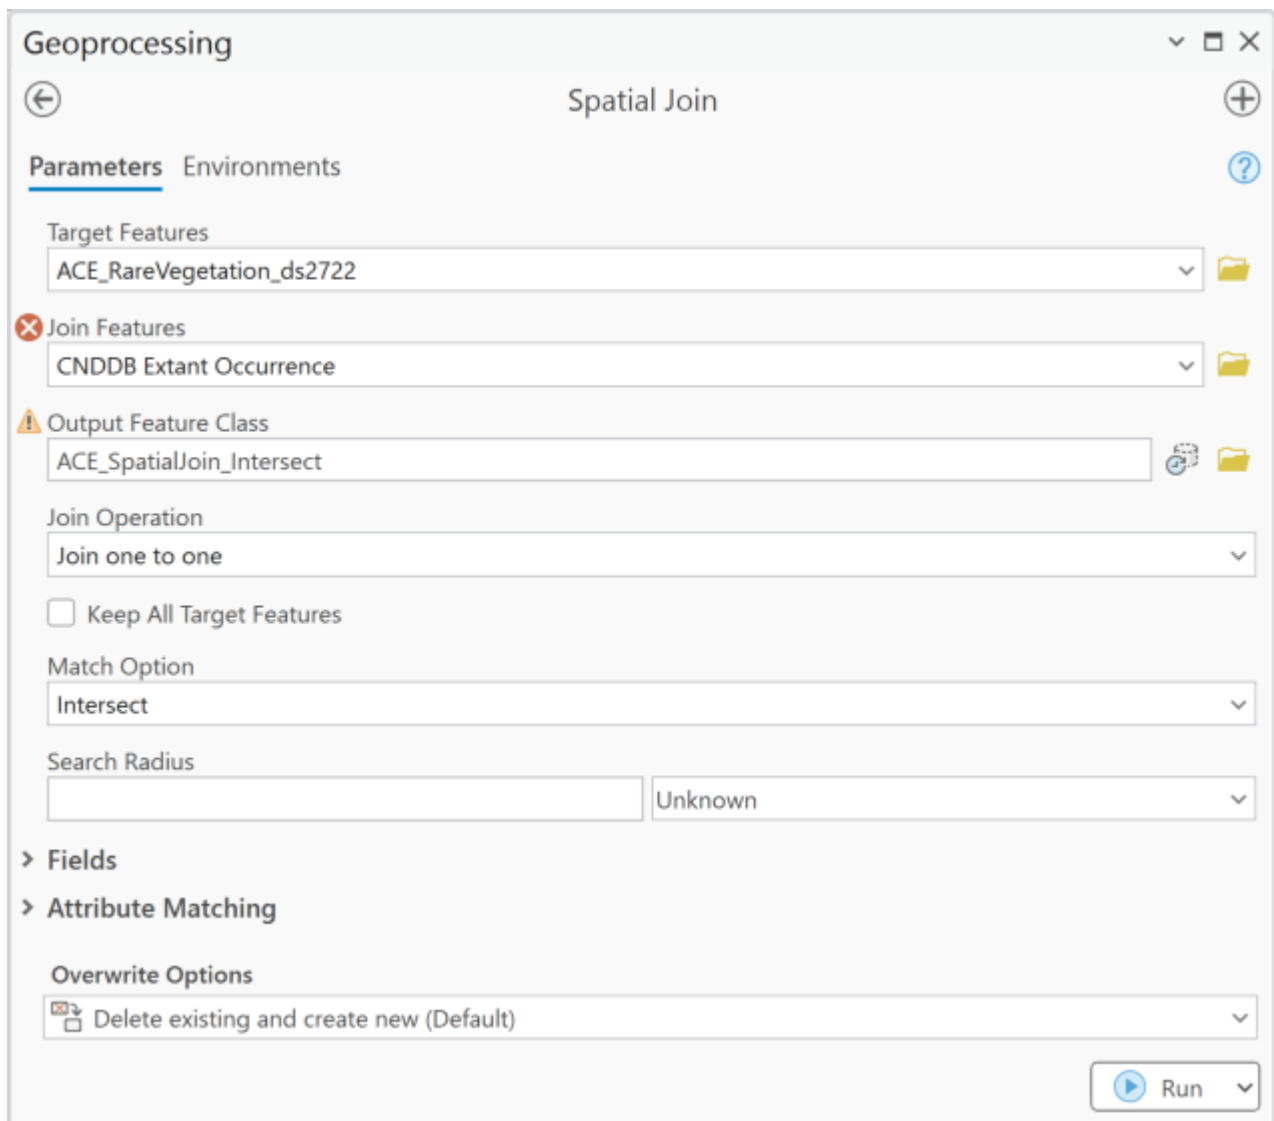 Geoprocessing
Spatial Join
Parameters Environments
Target Features
ACE_RareVegetation_ds2722
Join Features
CNDDB Extant Occurrence
Output Feature Class
ACE_SpatialJoin_Intersect
Join Operation
Join one to one
Keep All Target Features
Match Option
Intersect
Search Radius
Unknown
Fields
Attribute Matching
Overwrite Options
Delete existing and create new (Default)
Run